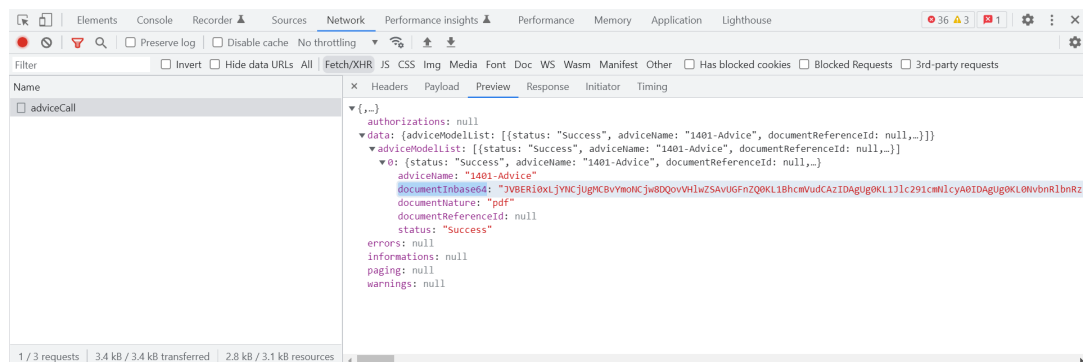 Elements Console Recorder Sources Network Performance insights Performance Memory Application Lighthouse 36 3 1
Preserve log Disable cache No throttling
Filter Invert Hide data URLs All Fetch/XHR JS CSS Img Media Font Doc WS Wasm Manifest Other Has blocked cookies Blocked Requests 3rd-party requests
Name × Headers Payload Preview Response Initiator Timing
adviceCall
▼{,…}
authorizations: null
▼data: {adviceModelList: [{status: "Success", adviceName: "1401-Advice", documentReferenceId: null,…}]}
▼adviceModelList: [{status: "Success", adviceName: "1401-Advice", documentReferenceId: null,…}]
▼0: {status: "Success", adviceName: "1401-Advice", documentReferenceId: null,…}
adviceName: "1401-Advice"
documentInbase64: "JVBERi0xLjYNCjUgMCBvYmoNCjw8DQovVHlwZSAvUGFnZQ0KL1BhcmVudCAzIDAgUg0KL1Jlc291cmNlcyA0IDAgUg0KL0NvbnRlbnRz
documentNature: "pdf"
documentReferenceId: null
status: "Success"
errors: null
informations: null
paging: null
warnings: null
1 / 3 requests 3.4 kB / 3.4 kB transferred 2.8 kB / 3.1 kB resources